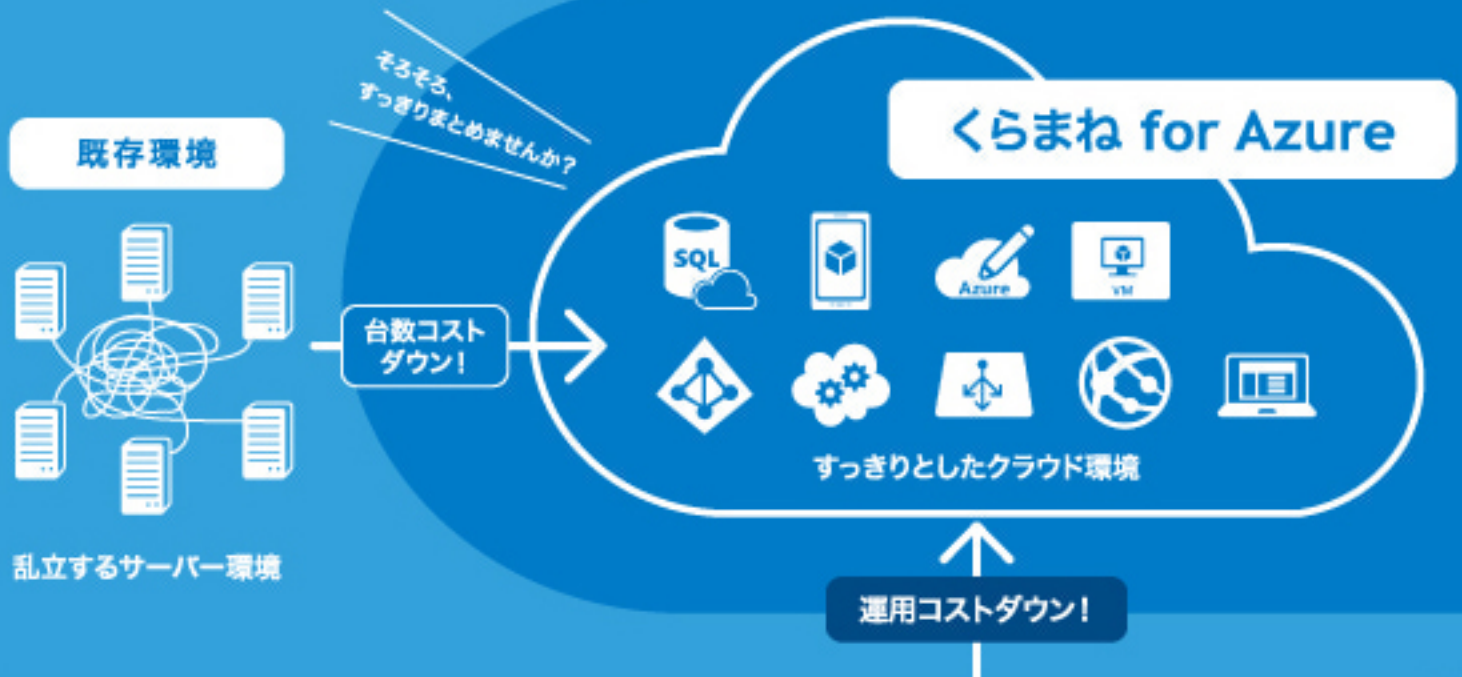 そろそろ、
すっきりまとめませんか？
既存環境
くらまね for Azure
SQL
Azure
VM
台数コスト
ダウン！
すっきりとしたクラウド環境
乱立するサーバー環境
運用コストダウン！